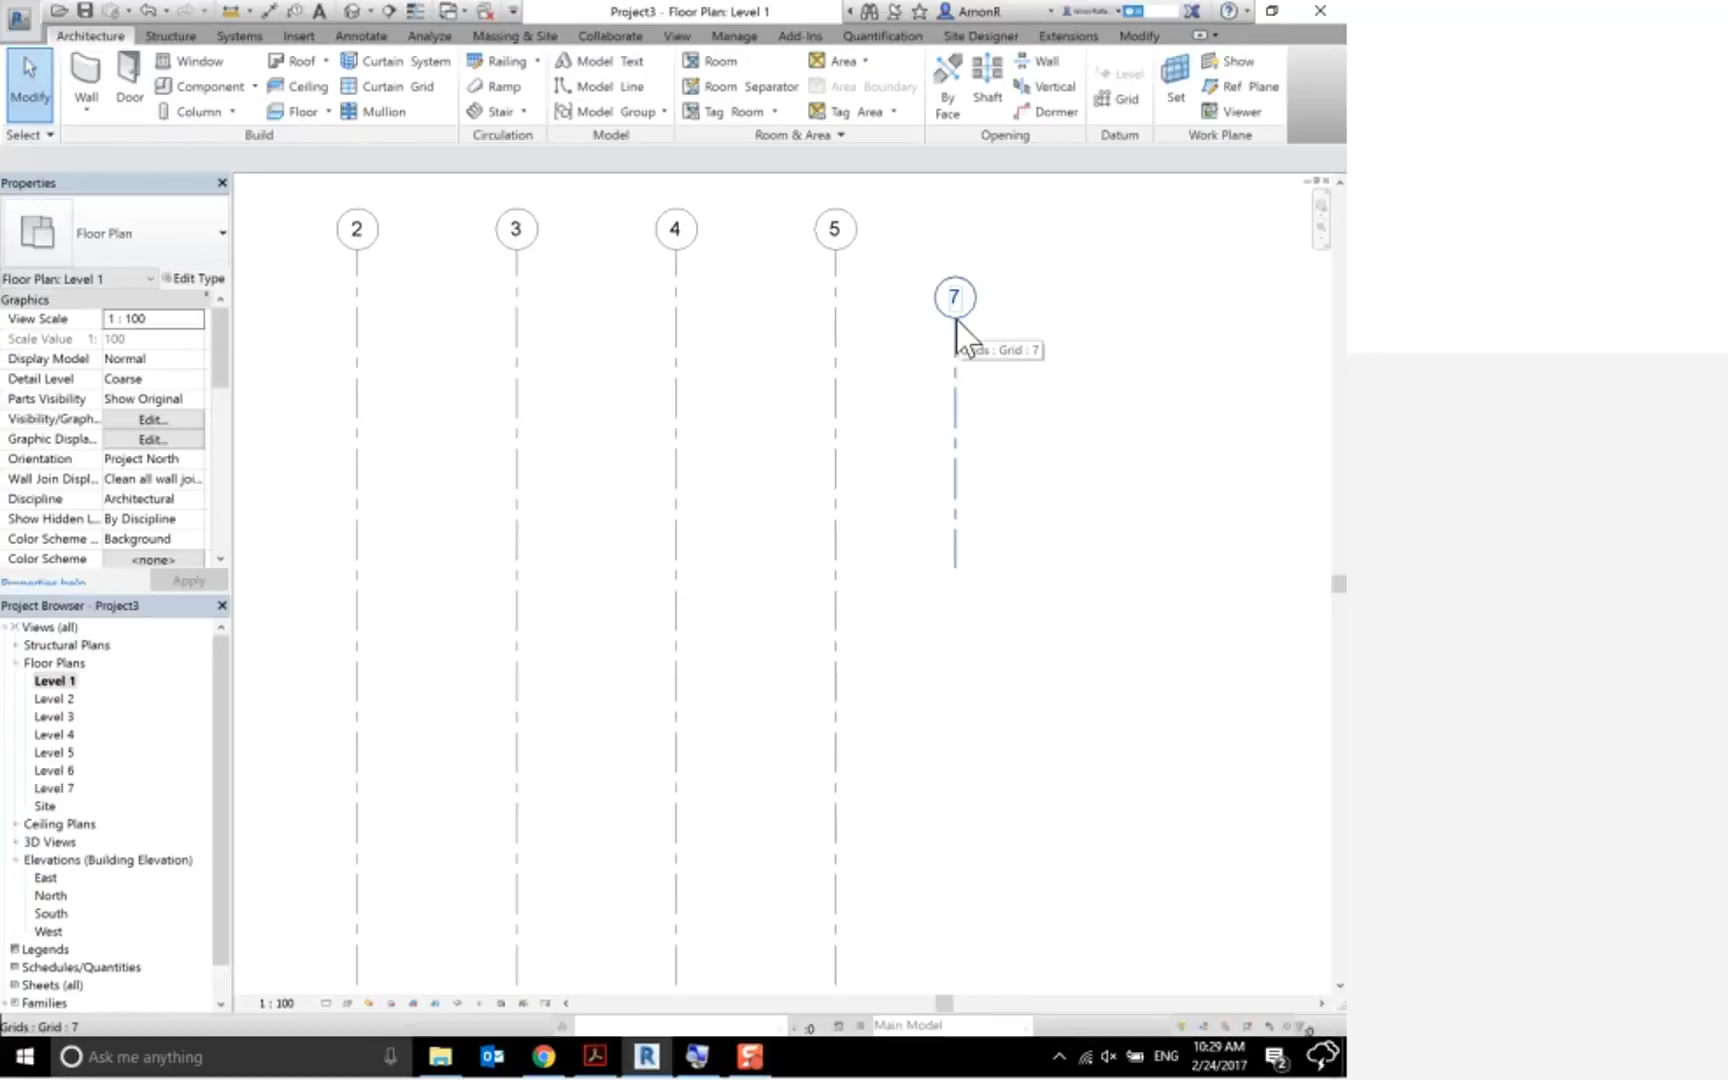 Project3 - Floor Plan: Level 1
AmonR
Architecture Structure Systems Insert Annotate Analyze Massing & Site Collaborate View Manage Add-Ins Quantification Site Designer Extensions Modify
Modify
Wall
Door
Window
Component
Column
Roof
Ceiling
Floor
Curtain System
Curtain Grid
Mullion
Railing
Ramp
Stair
Model Text
Model Line
Model Group
Room
Room Separator
Tag Room
Area
Area Boundary
Tag Area
By Face
Shaft
Wall
Vertical
Dormer
Level
Grid
Set
Show
Ref Plane
Viewer
Select Build Circulation Model Room & Area Opening Datum Work Plane
Properties
Floor Plan
Floor Plan: Level 1 Edit Type
Graphics
View Scale 1 : 100
Scale Value 1: 100
Display Model Normal
Detail Level Coarse
Parts Visibility Show Original
Visibility/Graph... Edit...
Graphic Displa... Edit...
Orientation Project North
Wall Join Displ... Clean all wall joi...
Discipline Architectural
Show Hidden L... By Discipline
Color Scheme ... Background
Color Scheme <none>
Properties help Apply
Project Browser - Project3
Views (all)
Structural Plans
Floor Plans
Level 1
Level 2
Level 3
Level 4
Level 5
Level 6
Level 7
Site
Ceiling Plans
3D Views
Elevations (Building Elevation)
East
North
South
West
Legends
Schedules/Quantities
Sheets (all)
Families
2 3 4 5
7
: Grid : 7
1 : 100
Grids : Grid : 7
:0 Main Model :0
Ask me anything
ENG
10:29 AM
2/24/2017
2